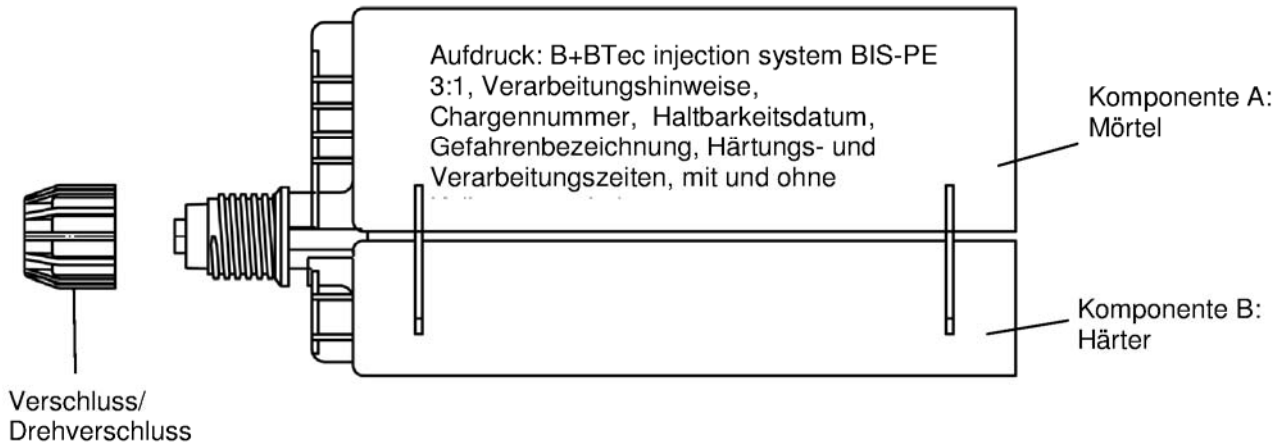 Aufdruck: B+BTec injection system BIS-PE
3:1, Verarbeitungshinweise,
Chargennummer, Haltbarkeitsdatum,
Gefahrenbezeichnung, Härtungs- und
Verarbeitungszeiten, mit und ohne
Komponente A:
Mörtel
Komponente B:
Härter
Verschluss/
Drehverschluss